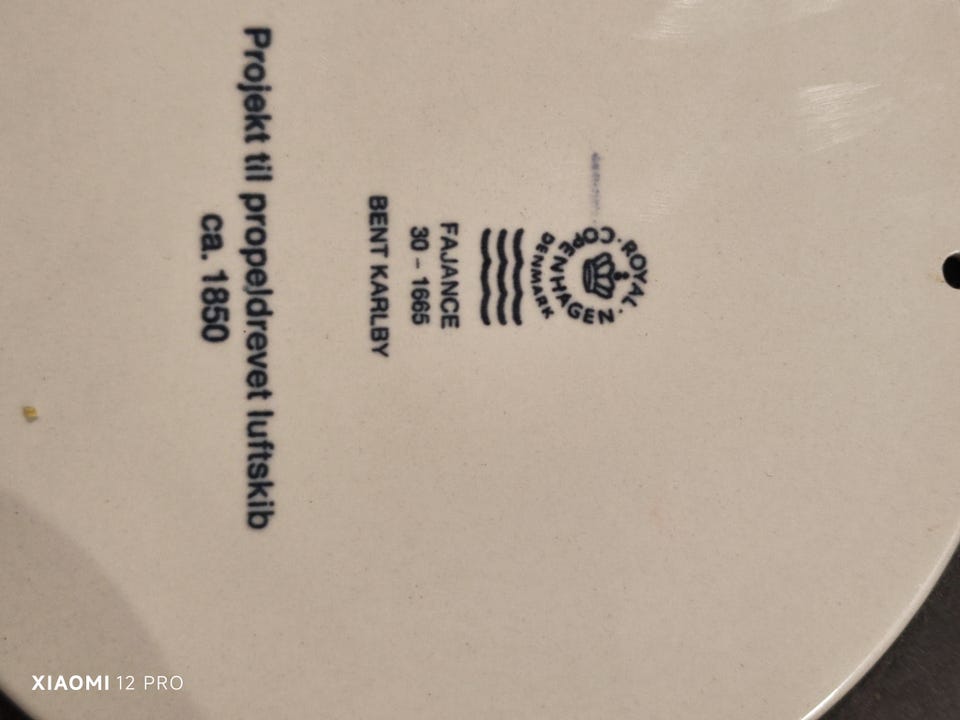 ROYAL
COPENHAGEN
DENMARK
FAJANCE
30 - 1665
BENT KARLBY
Projekt til propeldrevet luftskib
ca. 1850
XIAOMI 12 PRO